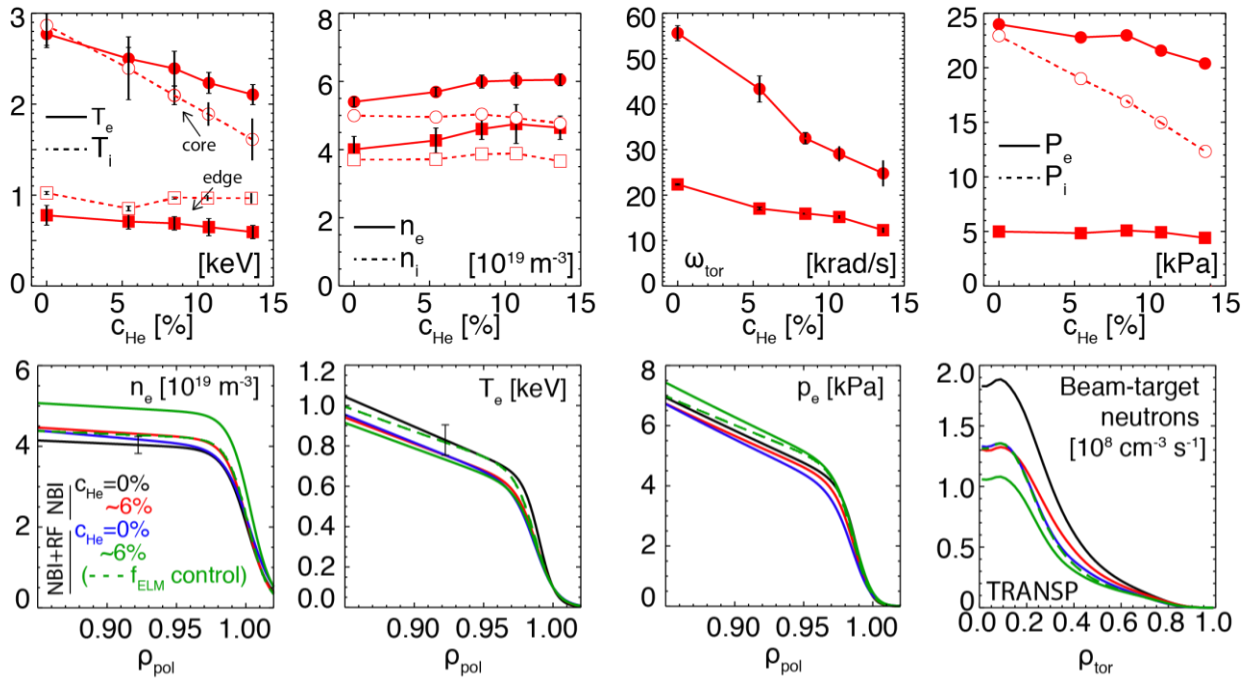 3
2
1
0
0
5
10
15
T_e
T_i
core
edge
[keV]
c_He [%]
8
6
4
2
0
0
5
10
15
n_e
n_i
[10^19 m^-3]
c_He [%]
60
50
40
30
20
10
0
0
5
10
15
ω_tor
[krad/s]
c_He [%]
25
20
15
10
5
0
0
5
10
15
P_e
P_i
[kPa]
c_He [%]
6
4
2
0
n_e [10^19 m^-3]
NBI
c_He=0%
~6%
NBI+RF
c_He=0%
~6%
(--- f_ELM control)
0.90
0.95
1.00
ρ_pol
1.2
1.0
0.8
0.6
0.4
0.2
0.0
T_e [keV]
0.90
0.95
1.00
ρ_pol
8
6
4
2
0
p_e [kPa]
0.90
0.95
1.00
ρ_pol
2.0
1.5
1.0
0.5
0
Beam-target
neutrons
[10^8 cm^-3 s^-1]
TRANSP
0.0
0.2
0.4
0.6
0.8
1.0
ρ_tor